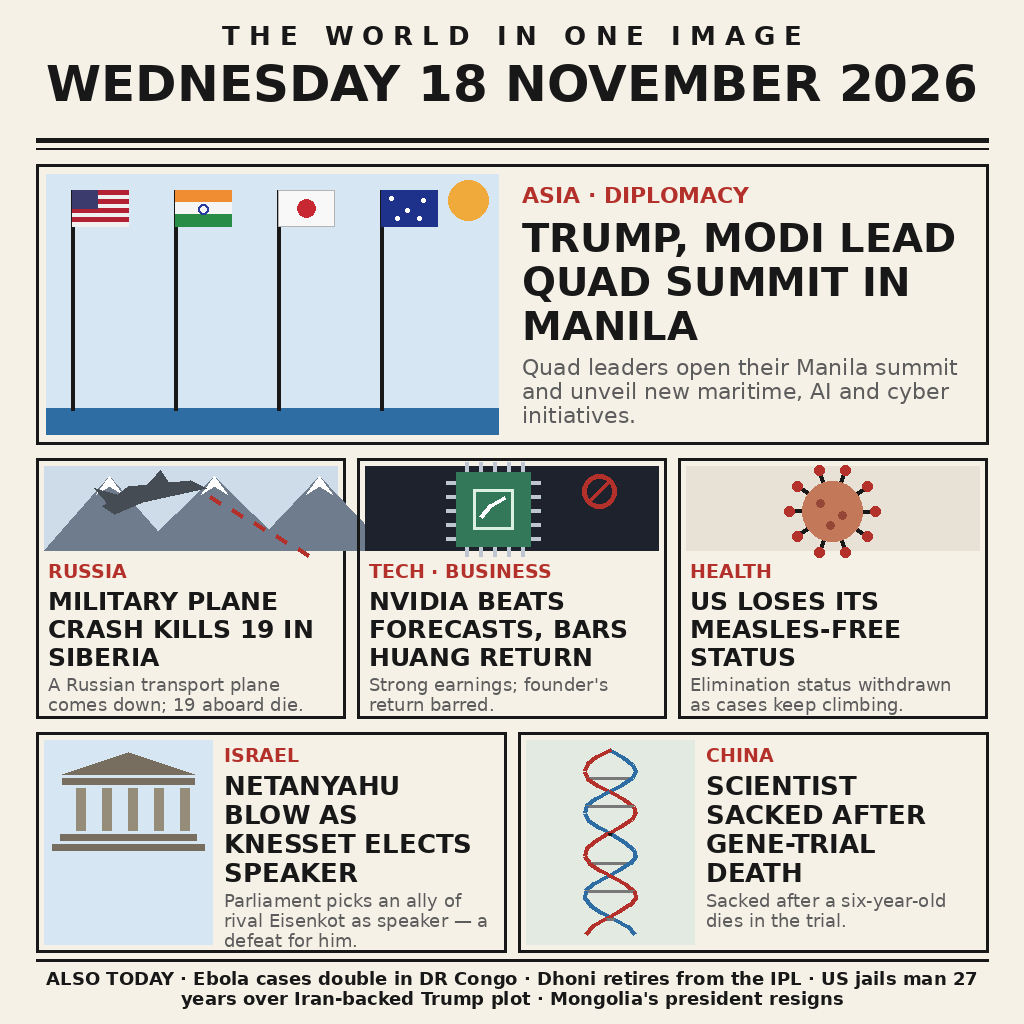 THE WORLD IN ONE IMAGE
WEDNESDAY 18 NOVEMBER 2026
ASIA · DIPLOMACY
TRUMP, MODI LEAD
QUAD SUMMIT IN
MANILA
Quad leaders open their Manila summit
and unveil new maritime, AI and cyber
initiatives.
RUSSIA
MILITARY PLANE
CRASH KILLS 19 IN
SIBERIA
A Russian transport plane
comes down; 19 aboard die.
TECH · BUSINESS
NVIDIA BEATS
FORECASTS, BARS
HUANG RETURN
Strong earnings; founder's
return barred.
HEALTH
US LOSES ITS
MEASLES-FREE
STATUS
Elimination status withdrawn
as cases keep climbing.
ISRAEL
NETANYAHU
BLOW AS
KNESSET ELECTS
SPEAKER
Parliament picks an ally of
rival Eisenkot as speaker — a
defeat for him.
CHINA
SCIENTIST
SACKED AFTER
GENE-TRIAL
DEATH
Sacked after a six-year-old
dies in the trial.
ALSO TODAY · Ebola cases double in DR Congo · Dhoni retires from the IPL · US jails man 27
years over Iran-backed Trump plot · Mongolia's president resigns